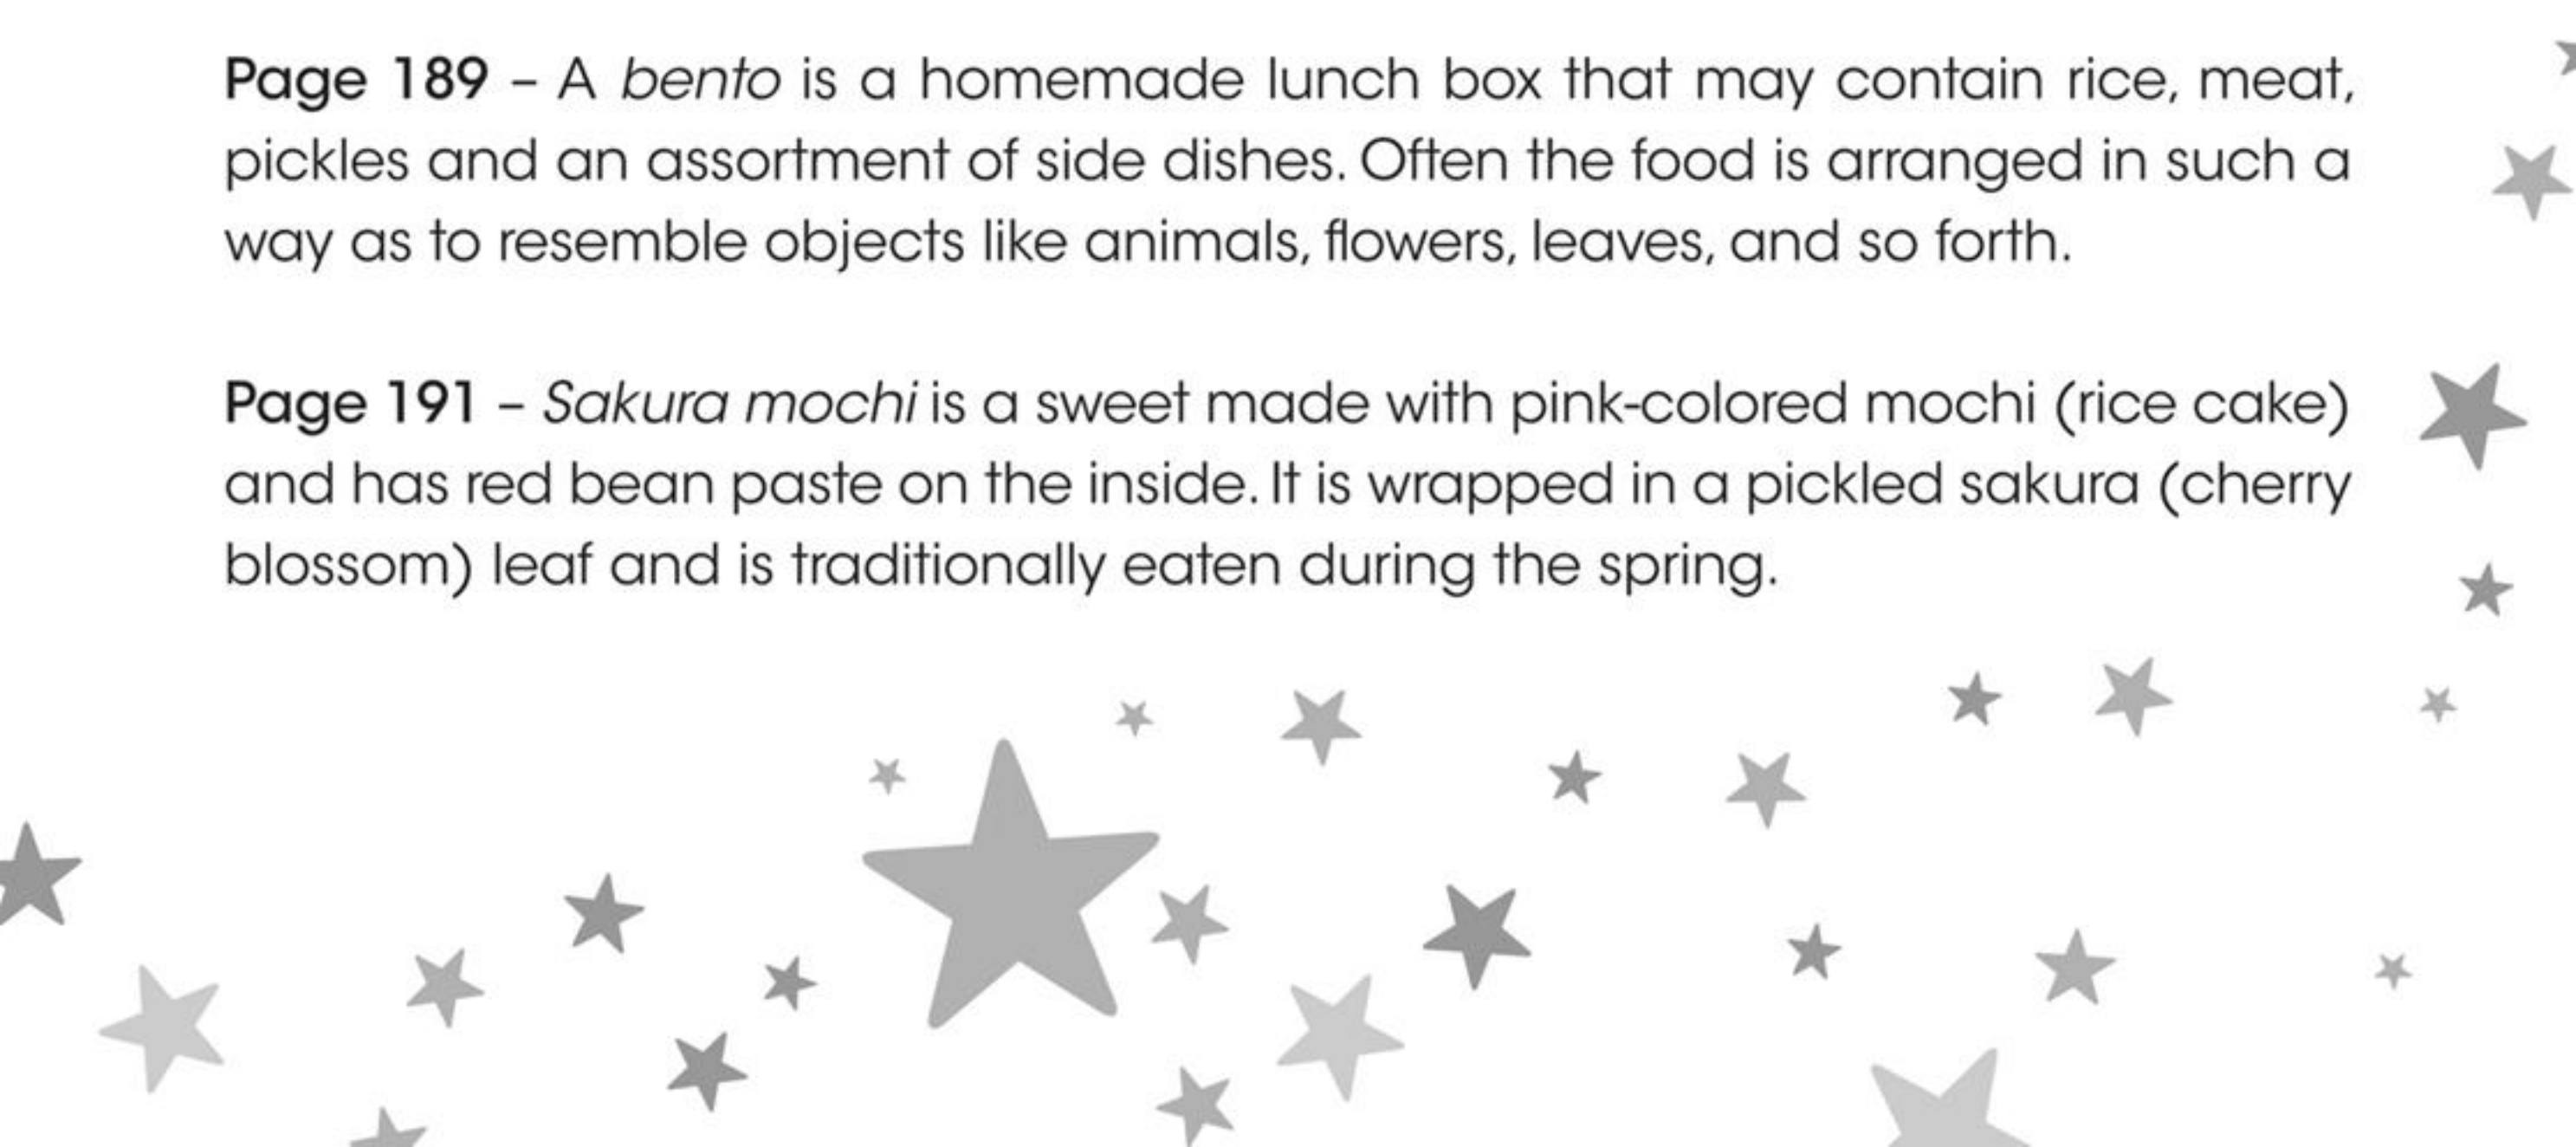 Page 189 – A bento is a homemade lunch box that may contain rice, meat,
pickles and an assortment of side dishes. Often the food is arranged in such a
way as to resemble objects like animals, flowers, leaves, and so forth.
Page 191 – Sakura mochi is a sweet made with pink-colored mochi (rice cake)
and has red bean paste on the inside. It is wrapped in a pickled sakura (cherry
blossom) leaf and is traditionally eaten during the spring.